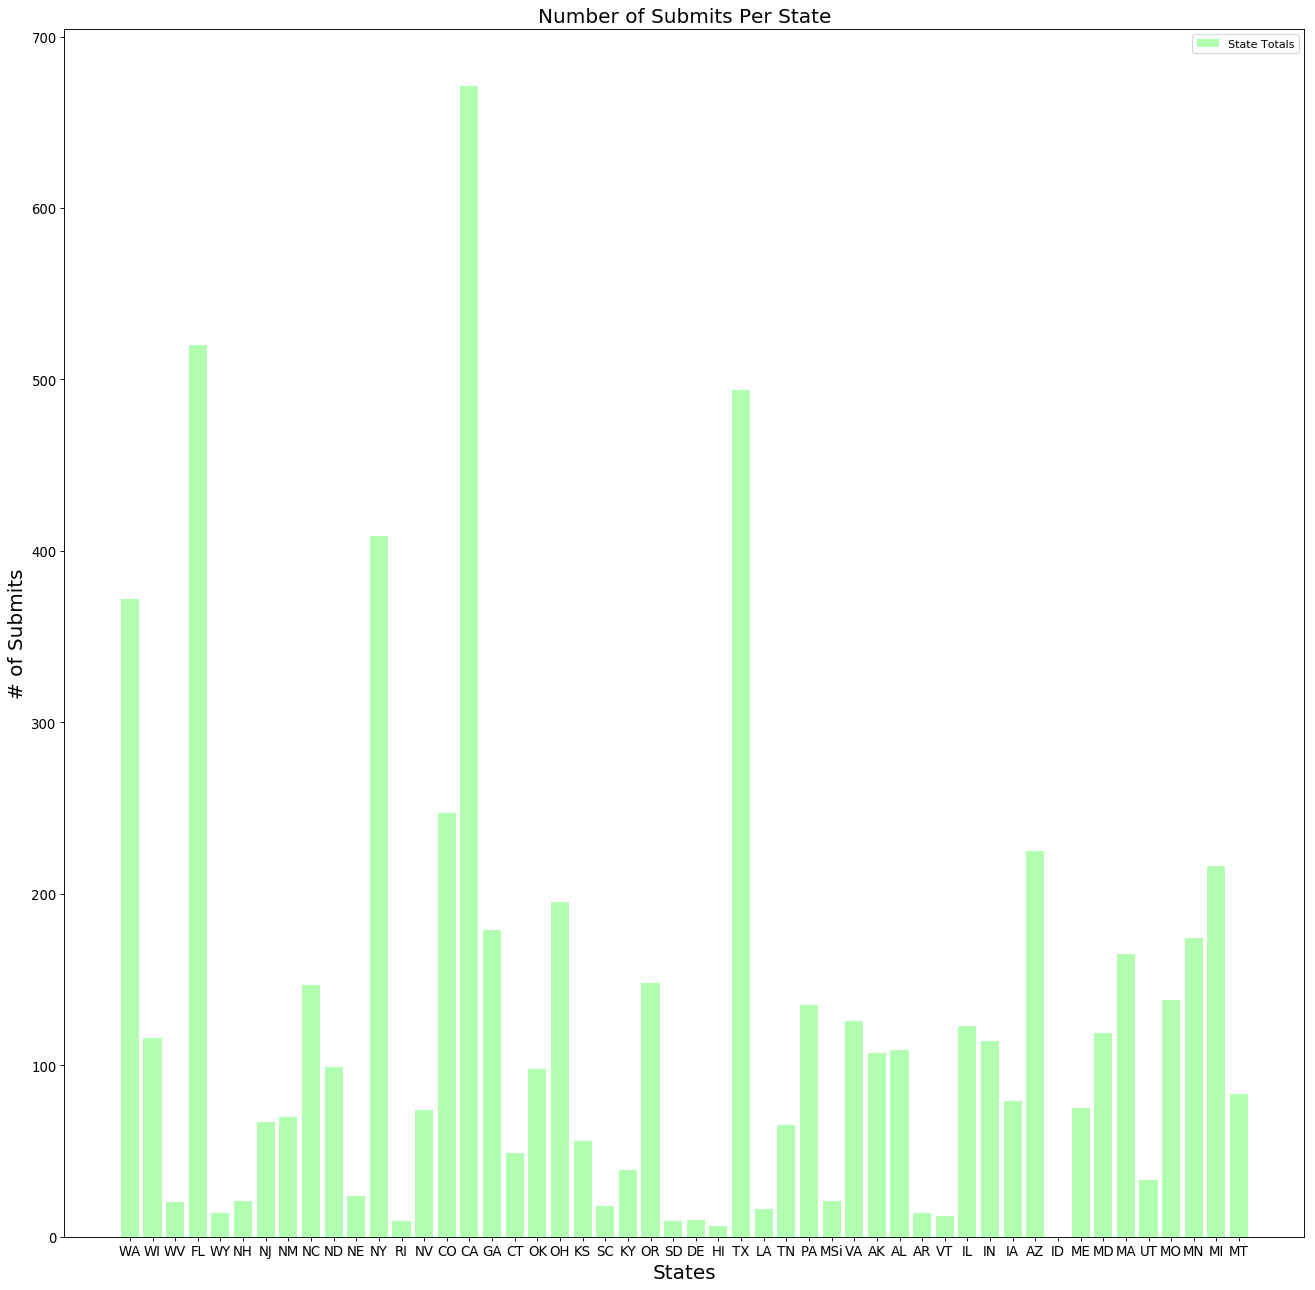 Number of Submits Per State
State Totals
700
600
500
400
300
200
100
0
# of Submits
WA WI WV FL WY NH NJ NM NC ND NE NY RI NV CO CA GA CT OK OH KS SC KY OR SD DE HI TX LA TN PA MSi VA AK AL AR VT IL IN IA AZ ID ME MD MA UT MO MN MI MT
States